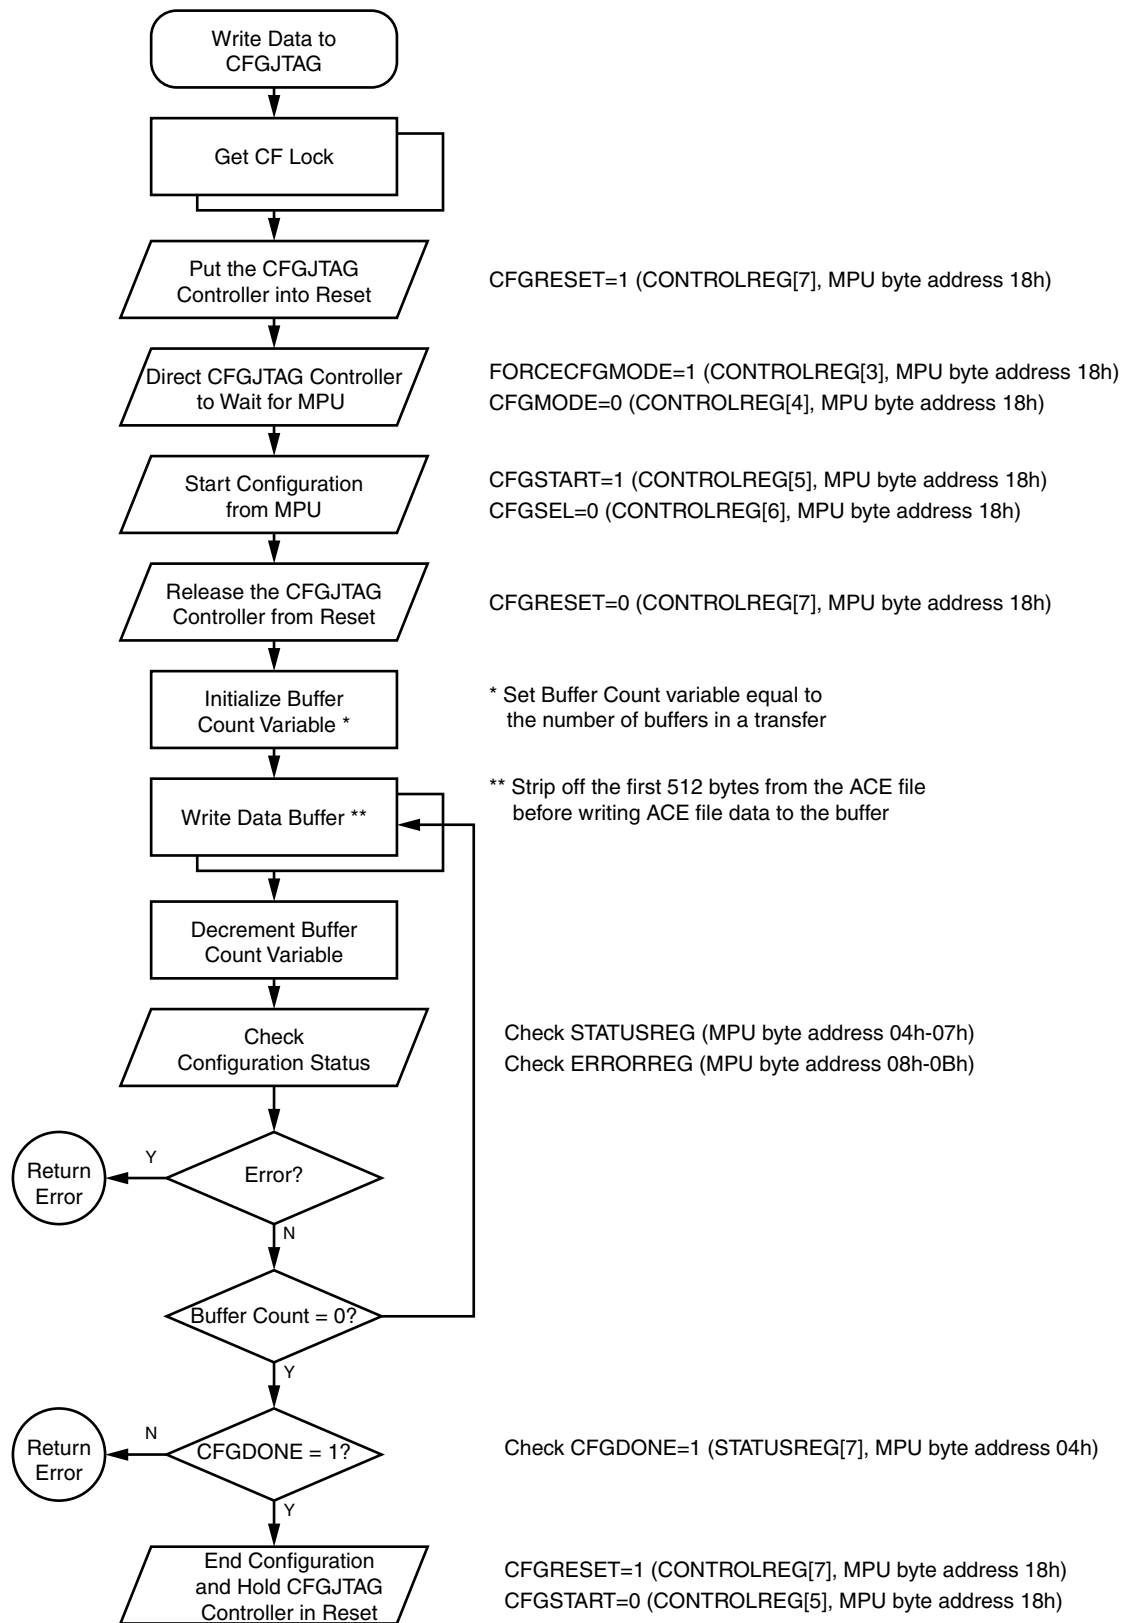 Write Data to
CFGJTAG
Get CF Lock
Put the CFGJTAG
Controller into Reset
CFGRESET=1 (CONTROLREG[7], MPU byte address 18h)
Direct CFGJTAG Controller
to Wait for MPU
FORCECFGMODE=1 (CONTROLREG[3], MPU byte address 18h)
CFGMODE=0 (CONTROLREG[4], MPU byte address 18h)
Start Configuration
from MPU
CFGSTART=1 (CONTROLREG[5], MPU byte address 18h)
CFGSEL=0 (CONTROLREG[6], MPU byte address 18h)
Release the CFGJTAG
Controller from Reset
CFGRESET=0 (CONTROLREG[7], MPU byte address 18h)
Initialize Buffer
Count Variable *
* Set Buffer Count variable equal to
the number of buffers in a transfer
Write Data Buffer **
** Strip off the first 512 bytes from the ACE file
before writing ACE file data to the buffer
Decrement Buffer
Count Variable
Check
Configuration Status
Check STATUSREG (MPU byte address 04h-07h)
Check ERRORREG (MPU byte address 08h-0Bh)
Error?
Y
Return
Error
N
Buffer Count = 0?
Y
CFGDONE = 1?
N
Return
Error
Check CFGDONE=1 (STATUSREG[7], MPU byte address 04h)
Y
End Configuration
and Hold CFGJTAG
Controller in Reset
CFGRESET=1 (CONTROLREG[7], MPU byte address 18h)
CFGSTART=0 (CONTROLREG[5], MPU byte address 18h)